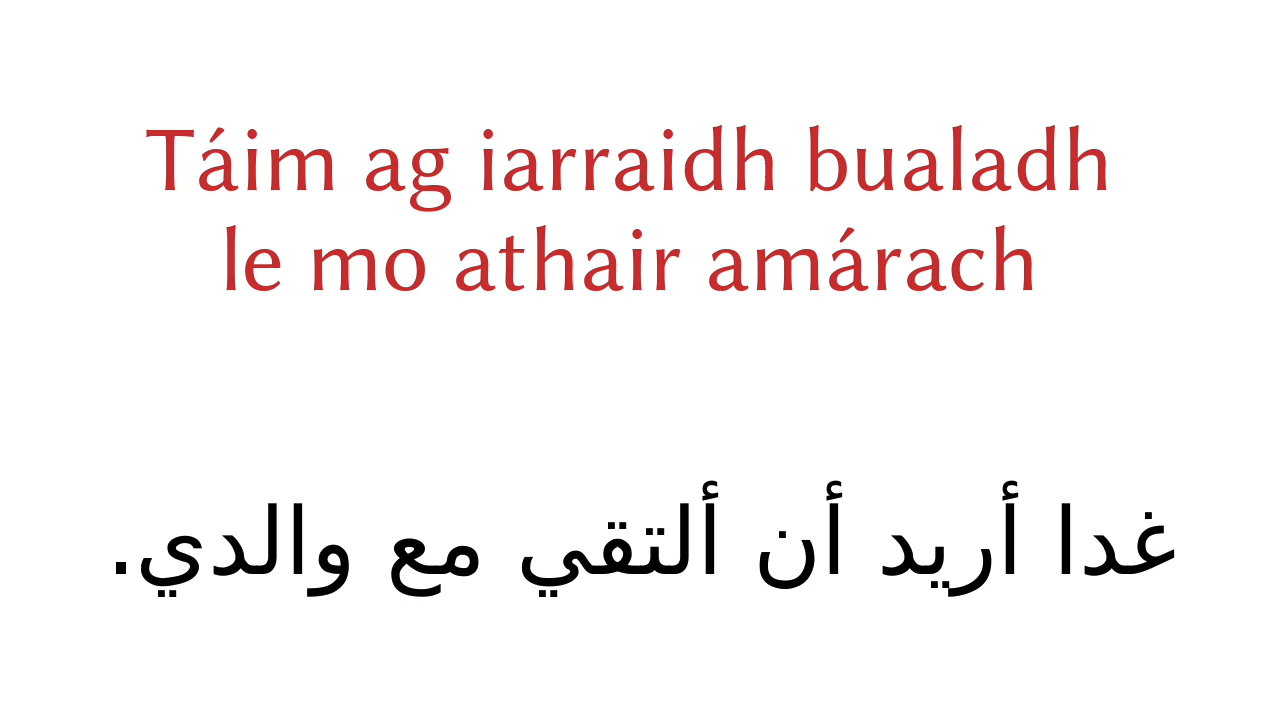 Táim ag iarraidh bualadh
le mo athair amárach
غدا أريد أن ألتقي مع والدي.